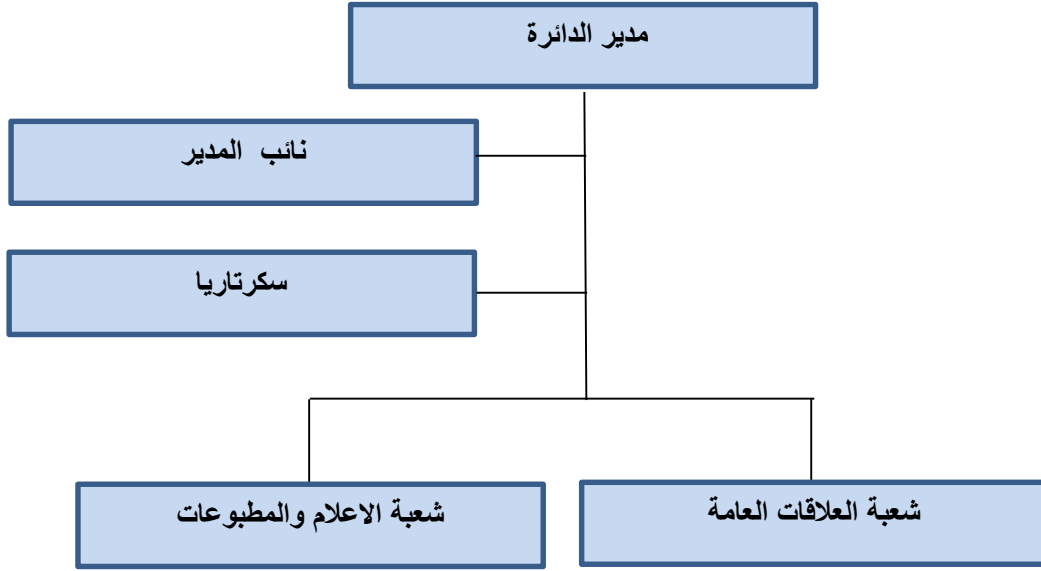 مدير الدائرة
نائب المدير
سكرتاريا
شعبة العلاقات العامة
شعبة الاعلام والمطبوعات